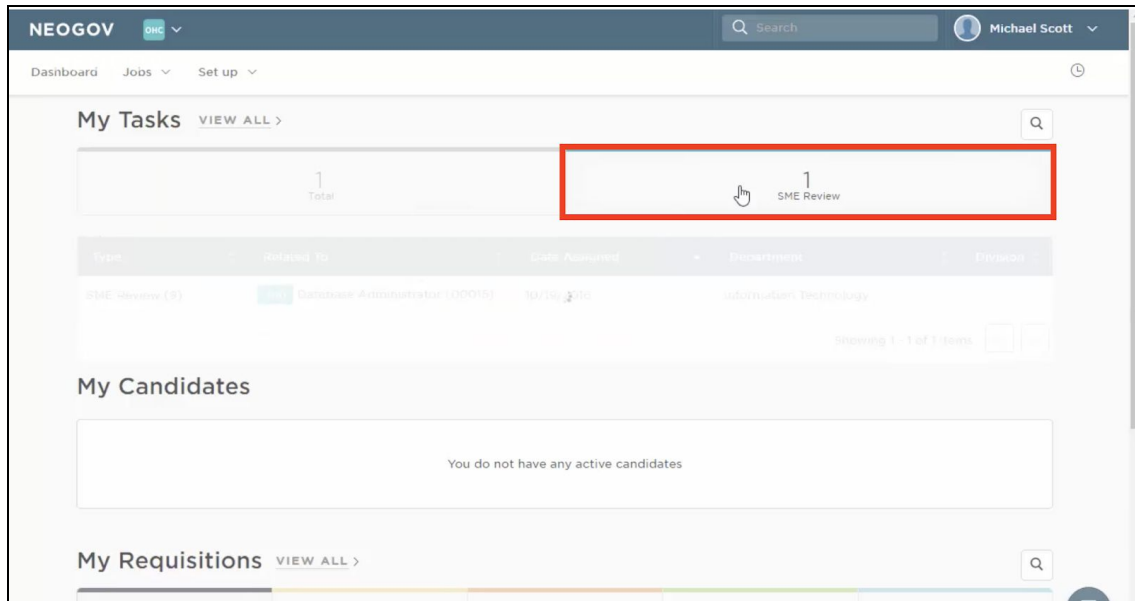 NEOGOV OHC Search Michael Scott
Dashboard Jobs Set up
My Tasks VIEW ALL >
1 1
Total SME Review
Type Related To Date Assigned Department Division
SME Review Database Administrator Information Technology
Showing 1 - 1 of 1 items
My Candidates
You do not have any active candidates
My Requisitions VIEW ALL >